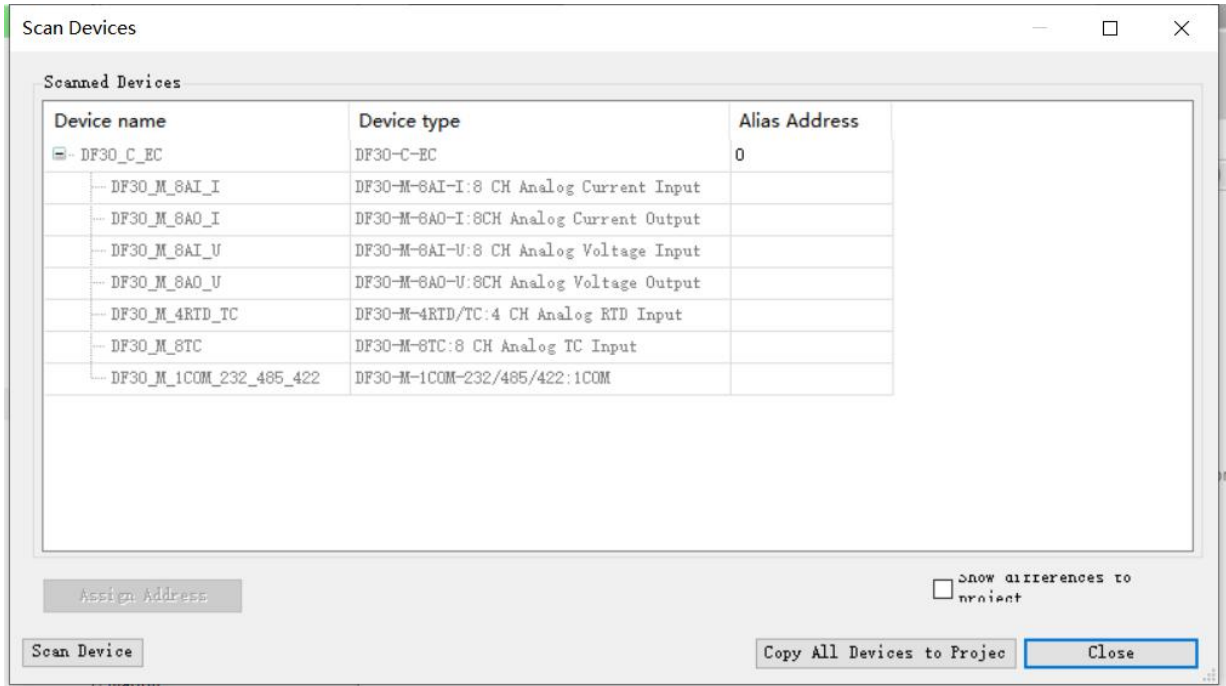 Scan Devices
Scanned Devices
Device name Device type Alias Address
DF30_C_EC DF30-C-EC 0
DF30_M_8AI_I DF30-M-8AI-I:8 CH Analog Current Input
DF30_M_8AO_I DF30-M-8AO-I:8CH Analog Current Output
DF30_M_8AI_U DF30-M-8AI-U:8 CH Analog Voltage Input
DF30_M_8AO_U DF30-M-8AO-U:8CH Analog Voltage Output
DF30_M_4RTD_TC DF30-M-4RTD/TC:4 CH Analog RTD Input
DF30_M_8TC DF30-M-8TC:8 CH Analog TC Input
DF30_M_1COM_232_485_422 DF30-M-1COM-232/485/422:1COM
Show differences to
project
Assign Address
Scan Device Copy All Devices to Projec Close